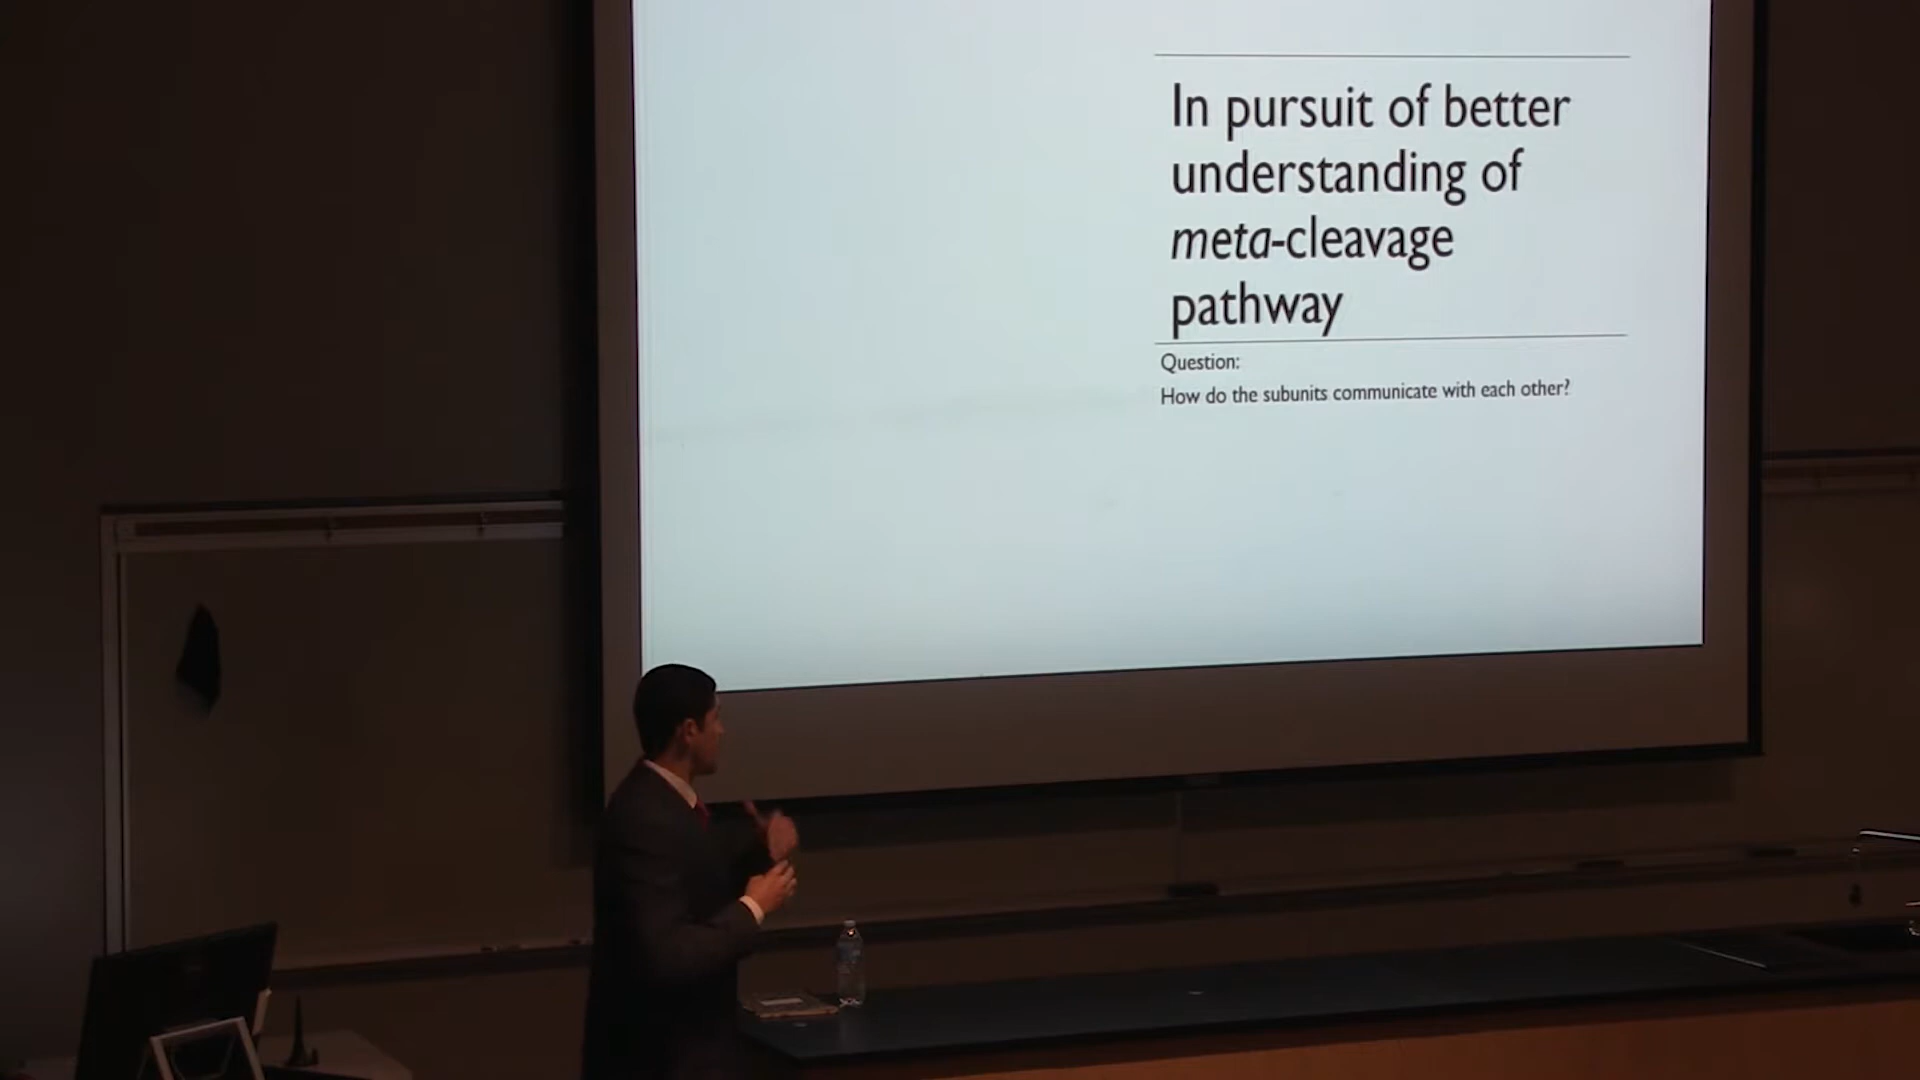 In pursuit of better
understanding of
meta-cleavage
pathway
Question:
How do the subunits communicate with each other?